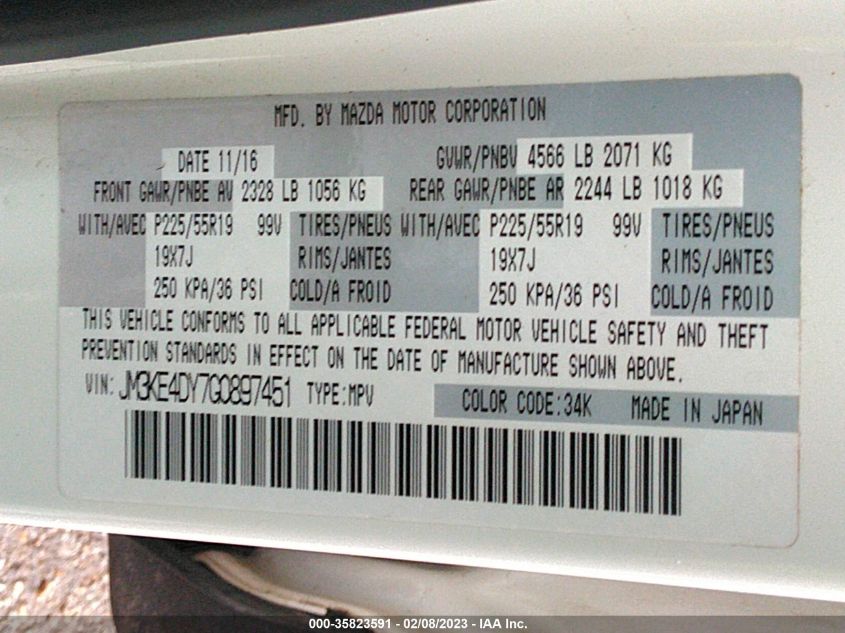 MFD. BY MAZDA MOTOR CORPORATION
DATE 11/16 GVWR/PNBV 4566 LB 2071 KG
FRONT GAWR/PNBE AV 2328 LB 1056 KG REAR GAWR/PNBE AR 2244 LB 1018 KG
WITH/AVEC P225/55R19 99V TIRES/PNEUS WITH/AVEC P225/55R19 99V TIRES/PNEUS
19X7J RIMS/JANTES 19X7J RIMS/JANTES
250 KPA/36 PSI COLD/A FROID 250 KPA/36 PSI COLD/A FROID
THIS VEHICLE CONFORMS TO ALL APPLICABLE FEDERAL MOTOR VEHICLE SAFETY AND THEFT
PREVENTION STANDARDS IN EFFECT ON THE DATE OF MANUFACTURE SHOWN ABOVE.
VIN: JM3KE4DY7G0897451 TYPE:MPV COLOR CODE:34K MADE IN JAPAN
000-35823591 - 02/08/2023 - IAA Inc.